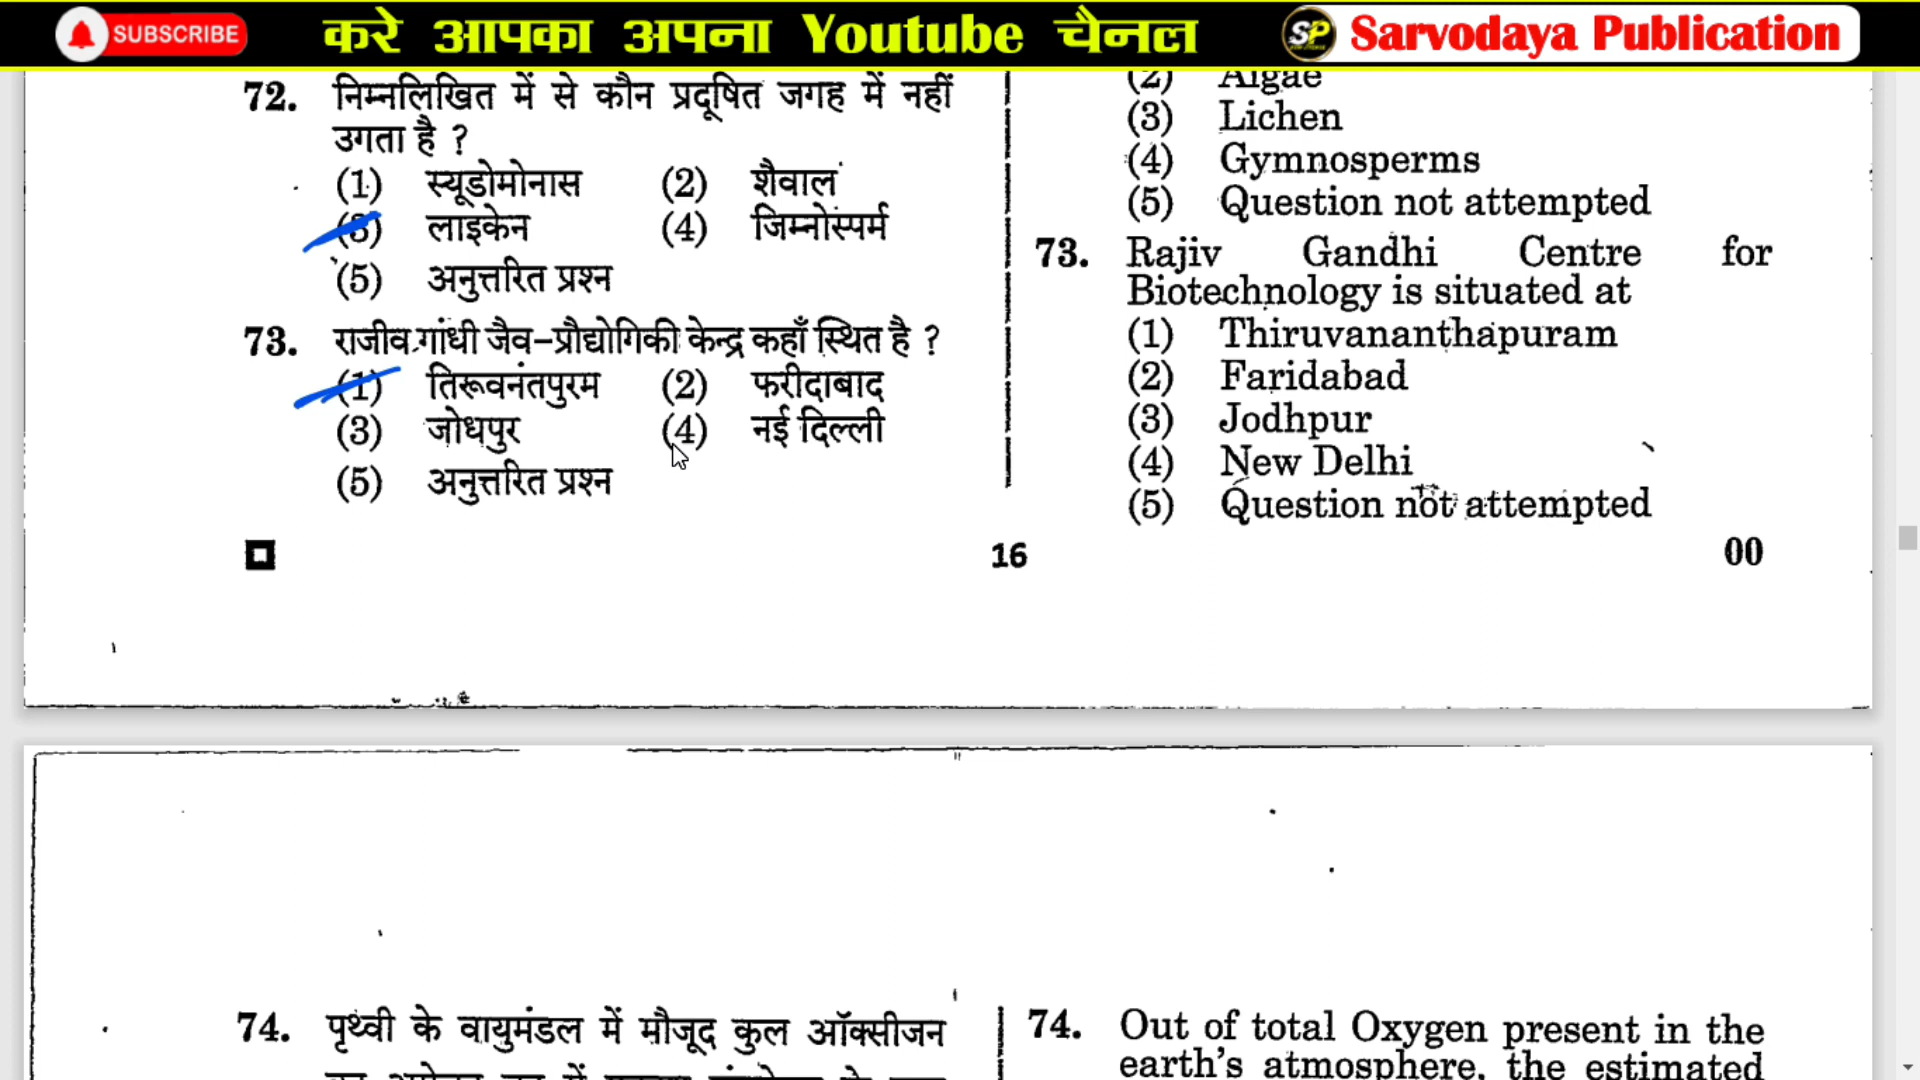 SUBSCRIBE
करे आपका अपना Youtube चैनल
SP
Sarvodaya Publication
72. निम्नलिखित में से कौन प्रदूषित जगह में नहीं
उगता है ?
(1) स्यूडोमोनास (2) शैवाल
(3) लाइकेन (4) जिम्नोस्पर्म
(5) अनुत्तरित प्रश्न
73. राजीव गांधी जैव-प्रौद्योगिकी केन्द्र कहाँ स्थित है ?
(1) तिरूवनंतपुरम (2) फरीदाबाद
(3) जोधपुर (4) नई दिल्ली
(5) अनुत्तरित प्रश्न
(2) Algae
(3) Lichen
(4) Gymnosperms
(5) Question not attempted
73. Rajiv Gandhi Centre for
Biotechnology is situated at
(1) Thiruvananthapuram
(2) Faridabad
(3) Jodhpur
(4) New Delhi
(5) Question not attempted
16
00
74. पृथ्वी के वायुमंडल में मौजूद कुल ऑक्सीजन
74. Out of total Oxygen present in the
earth's atmosphere, the estimated